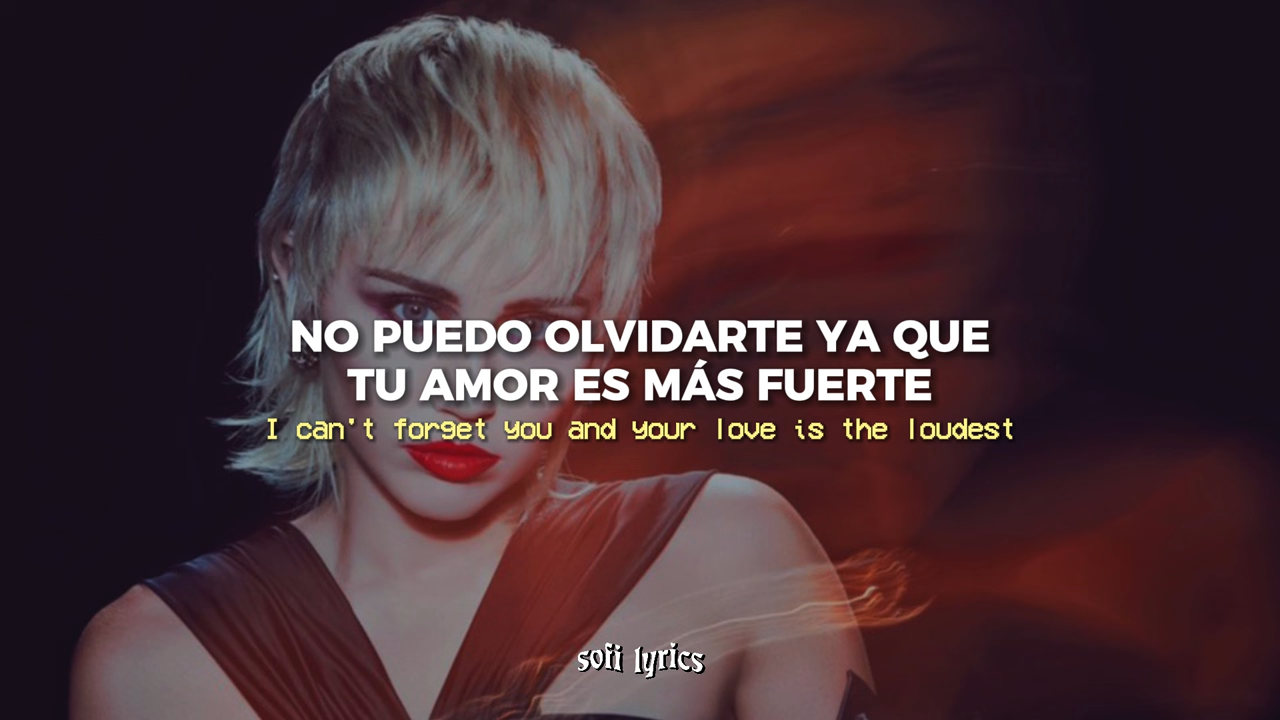 NO PUEDO OLVIDARTE YA QUE
TU AMOR ES MÁS FUERTE
I can't forget you and your love is the loudest
sofi lyrics